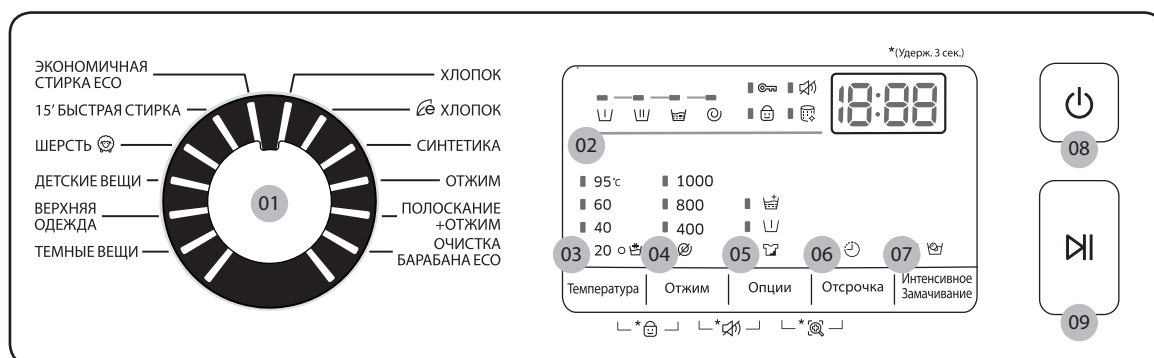 *(Удерж. 3 сек.)
ЭКОНОМИЧНАЯ
СТИРКА ECO
15' БЫСТРАЯ СТИРКА
ШЕРСТЬ
ДЕТСКИЕ ВЕЩИ
ВЕРХНЯЯ
ОДЕЖДА
ТЕМНЫЕ ВЕЩИ
01
ХЛОПОК
e ХЛОПОК
СИНТЕТИКА
ОТЖИМ
ПОЛОСКАНИЕ
+ОТЖИМ
ОЧИСТКА
БАРАБАНА ECO
18:88
02
95°c 1000
60 800
40 400
20
03
04
05
06
07
Температура
Отжим
Опции
Отсрочка
Интенсивное
Замачивание
*
*
*
08
09